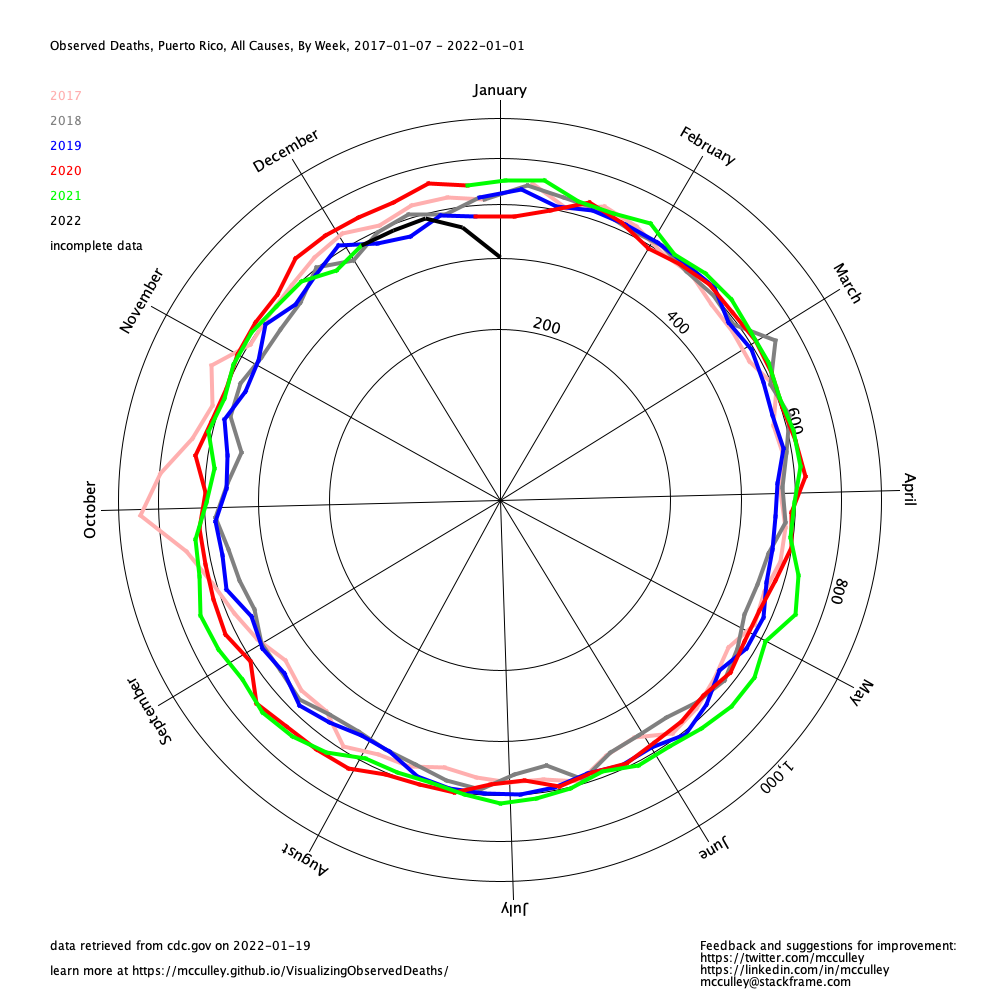 Observed Deaths, Puerto Rico, All Causes, By Week, 2017-01-07 - 2022-01-01
January
2017
2018
2019
2020
2021
2022
incomplete data
December
February
November
March
200
400
600
October
April
800
September
May
1,000
August
June
July
data retrieved from cdc.gov on 2022-01-19
learn more at https://mcculley.github.io/VisualizingObservedDeaths/
Feedback and suggestions for improvement:
https://twitter.com/mcculley
https://linkedin.com/in/mcculley
mcculley@stackframe.com